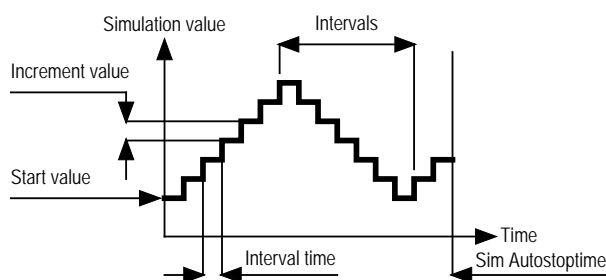 Simulation value
Intervals
Increment value
Start value
Time
Interval time
Sim Autostoptime